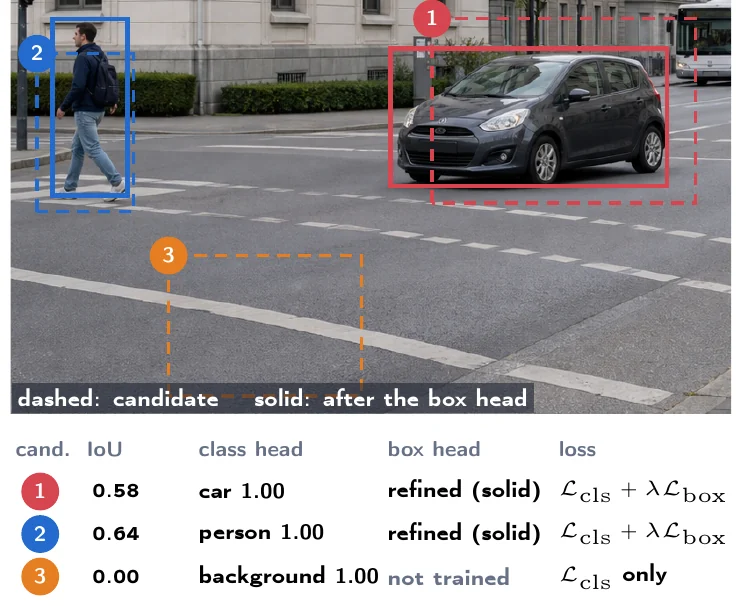 1
2
3
dashed: candidate solid: after the box head
cand. IoU class head box head loss
1 0.58 car 1.00 refined (solid) ℒcls + λℒbox
2 0.64 person 1.00 refined (solid) ℒcls + λℒbox
3 0.00 background 1.00 not trained ℒcls only